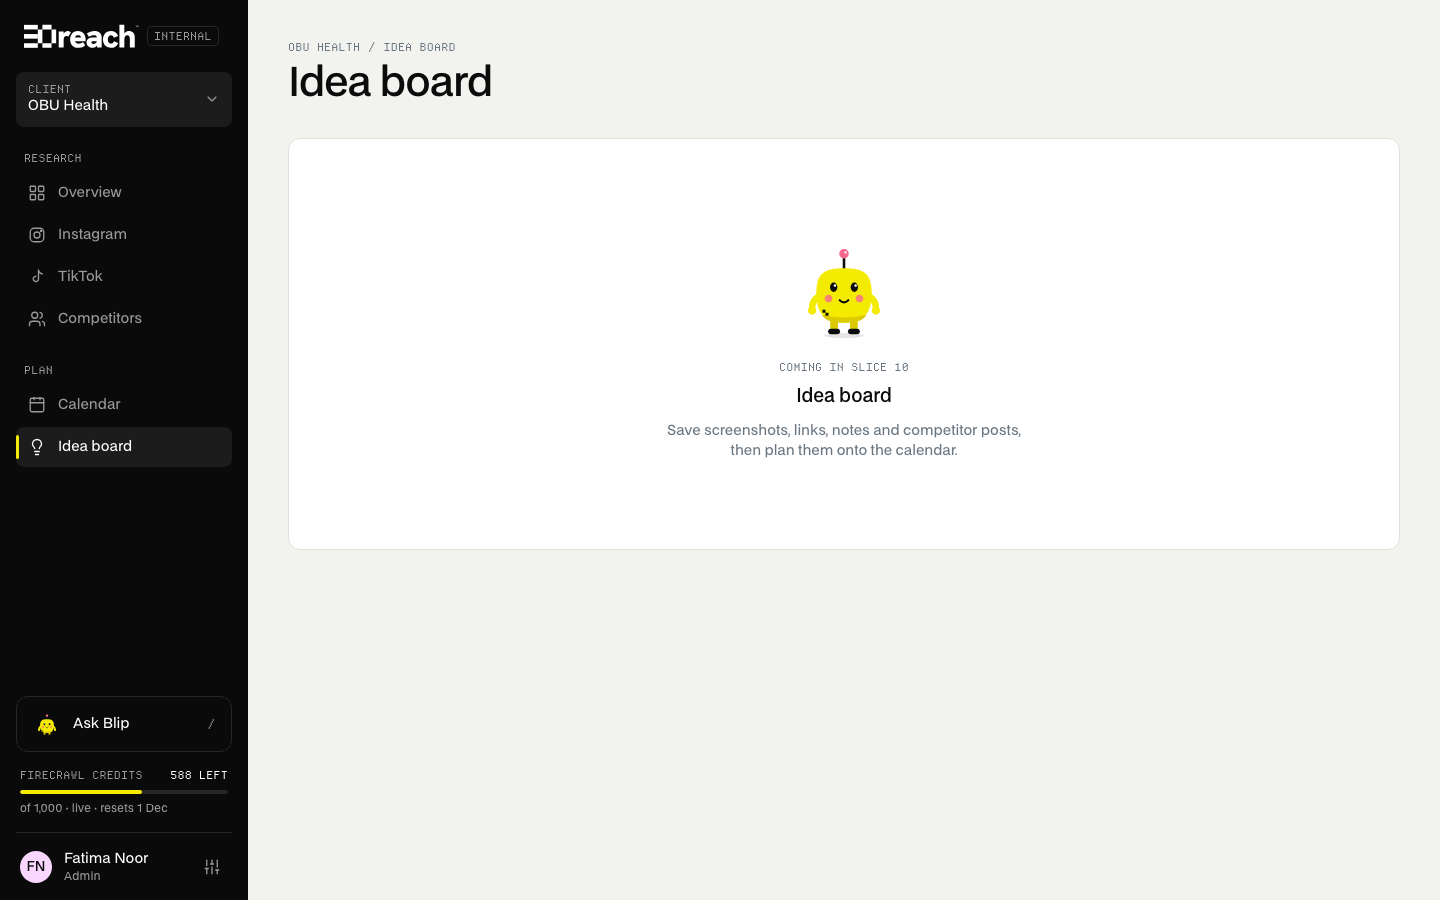 reach
INTERNAL
CLIENT
OBU Health
RESEARCH
Overview
Instagram
TikTok
Competitors
PLAN
Calendar
Idea board
Ask Blip
/
FIRECRAWL CREDITS 588 LEFT
of 1,000 · live · resets 1 Dec
FN
Fatima Noor
Admin
OBU HEALTH / IDEA BOARD
Idea board
COMING IN SLICE 10
Idea board
Save screenshots, links, notes and competitor posts,
then plan them onto the calendar.